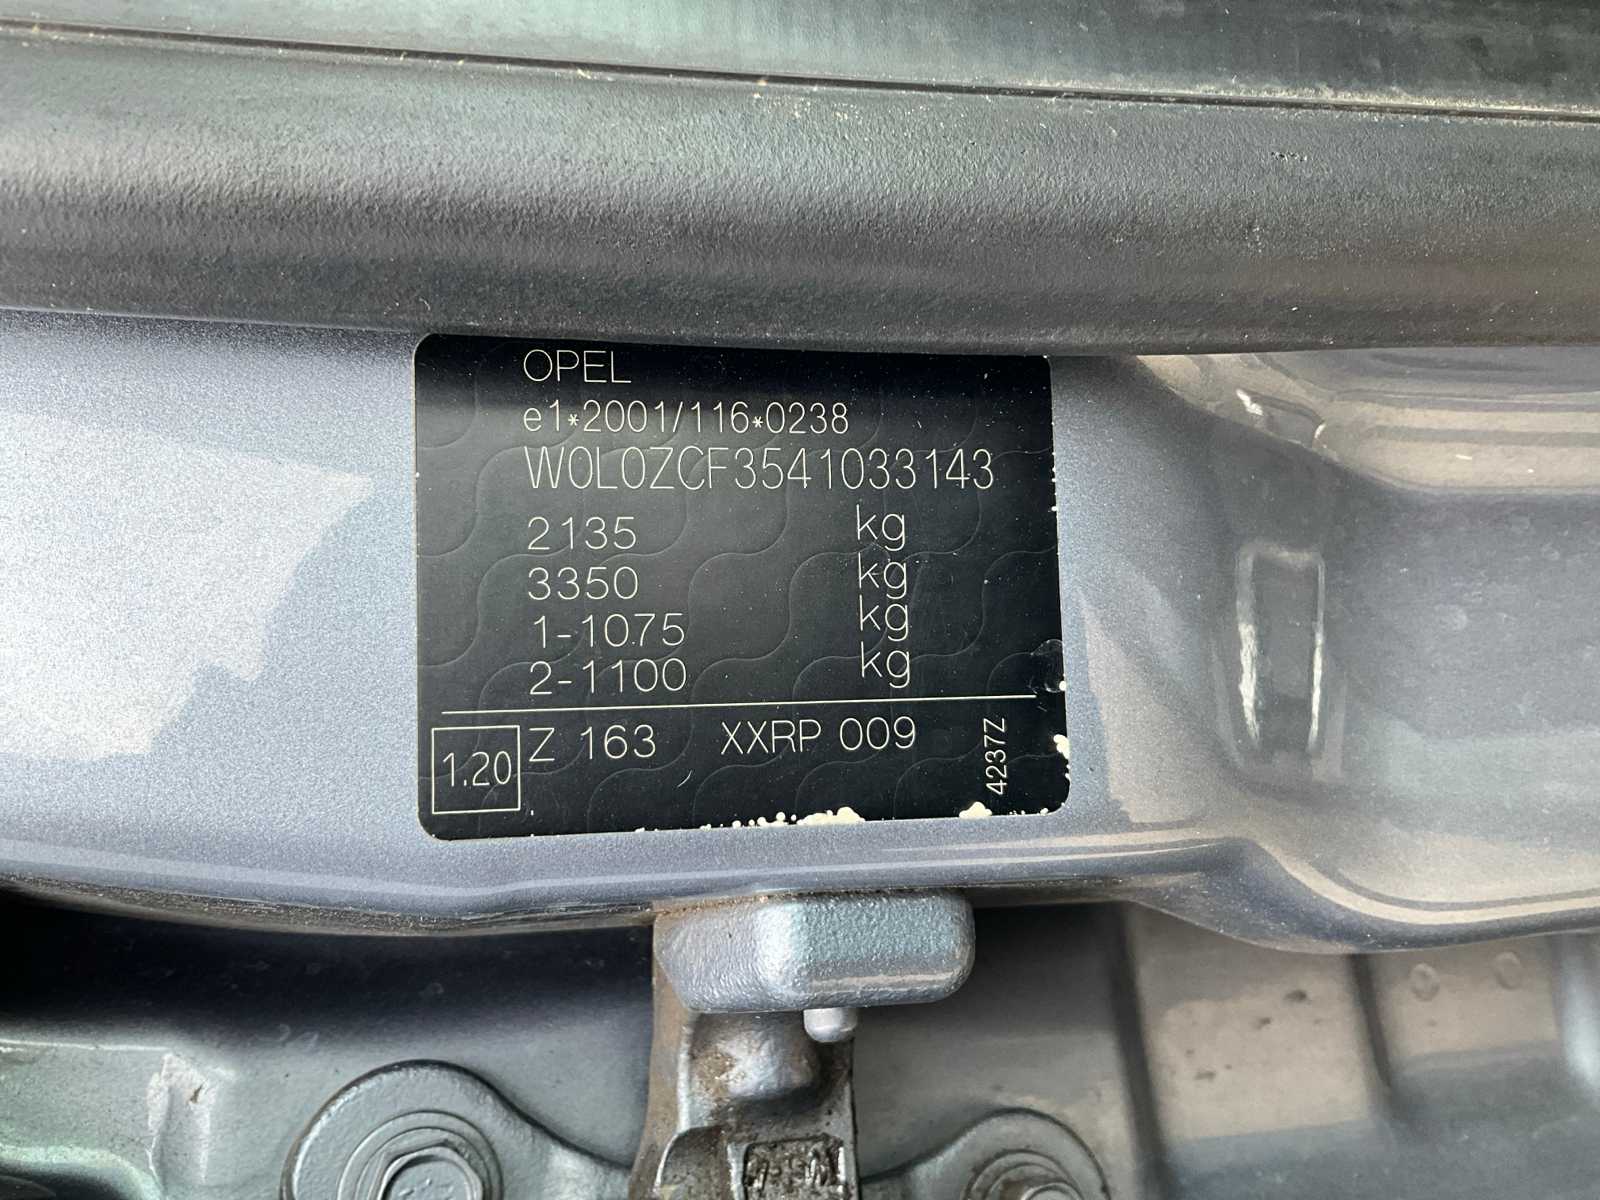 OPEL
e1*2001/116*0238
W0L0ZCF3541033143
2135 kg
3350 kg
1-1075 kg
2-1100 kg
1.20 Z 163 XXRP 009 4237Z